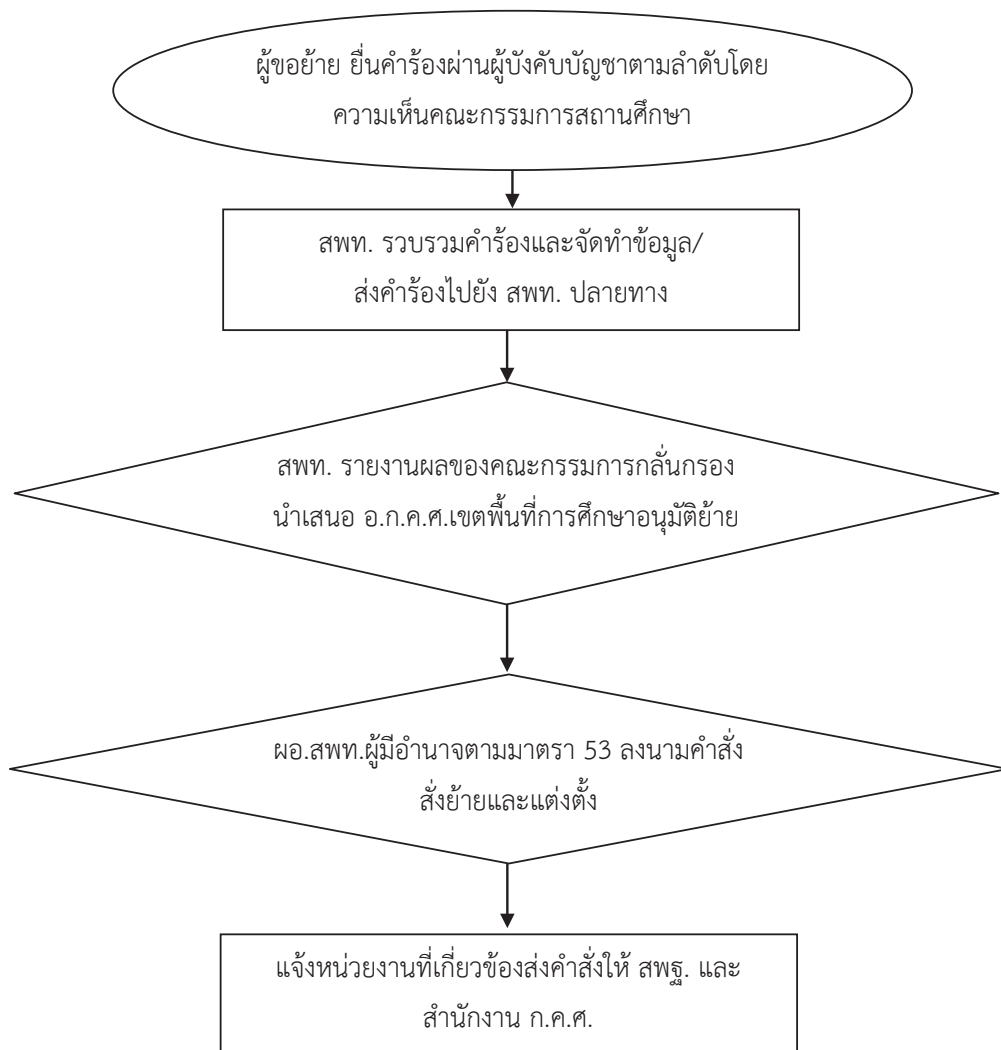 ผู้ขอย้าย ยื่นคำร้องผ่านผู้บังคับบัญชาตามลำดับโดย
ความเห็นคณะกรรมการสถานศึกษา
สพท. รวบรวมคำร้องและจัดทำข้อมูล/
ส่งคำร้องไปยัง สพท. ปลายทาง
สพท. รายงานผลของคณะกรรมการกลั่นกรอง
นำเสนอ อ.ก.ค.ศ.เขตพื้นที่การศึกษาอนุมัติย้าย
ผอ.สพท.ผู้มีอำนาจตามมาตรา 53 ลงนามคำสั่ง
สั่งย้ายและแต่งตั้ง
แจ้งหน่วยงานที่เกี่ยวข้องส่งคำสั่งให้ สพฐ. และ
สำนักงาน ก.ค.ศ.